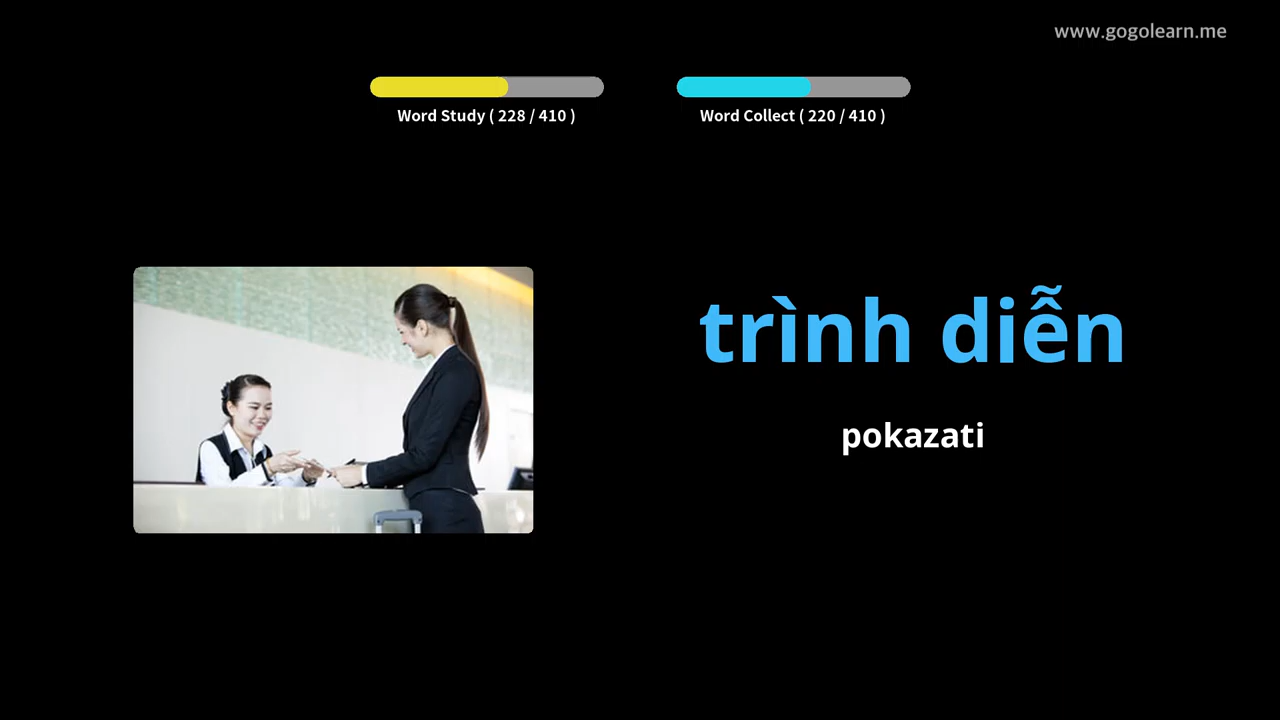 www.gogolearn.me
Word Study ( 228 / 410 )
Word Collect ( 220 / 410 )
trình diễn
pokazati